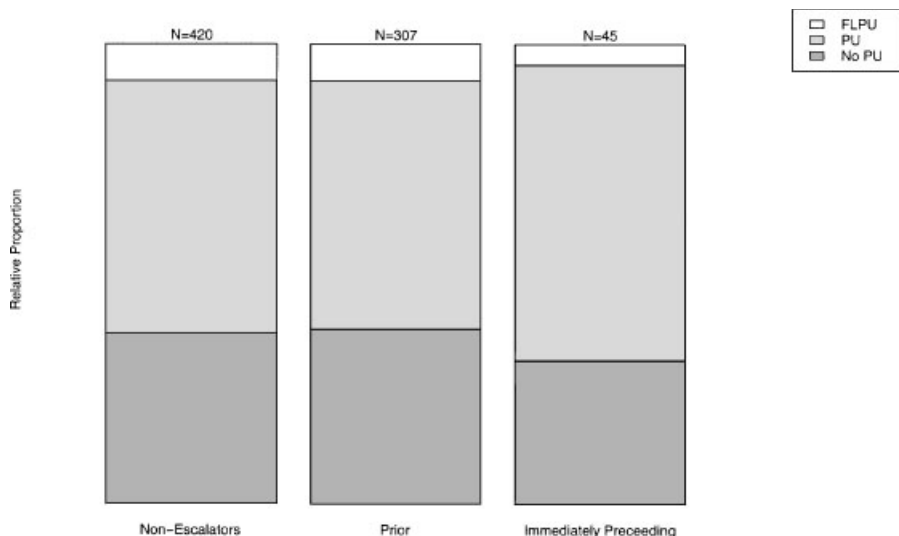 N=420
N=307
N=45
FLPU
PU
No PU
Relative Proportion
Non-Escalators
Prior
Immediately Preceeding